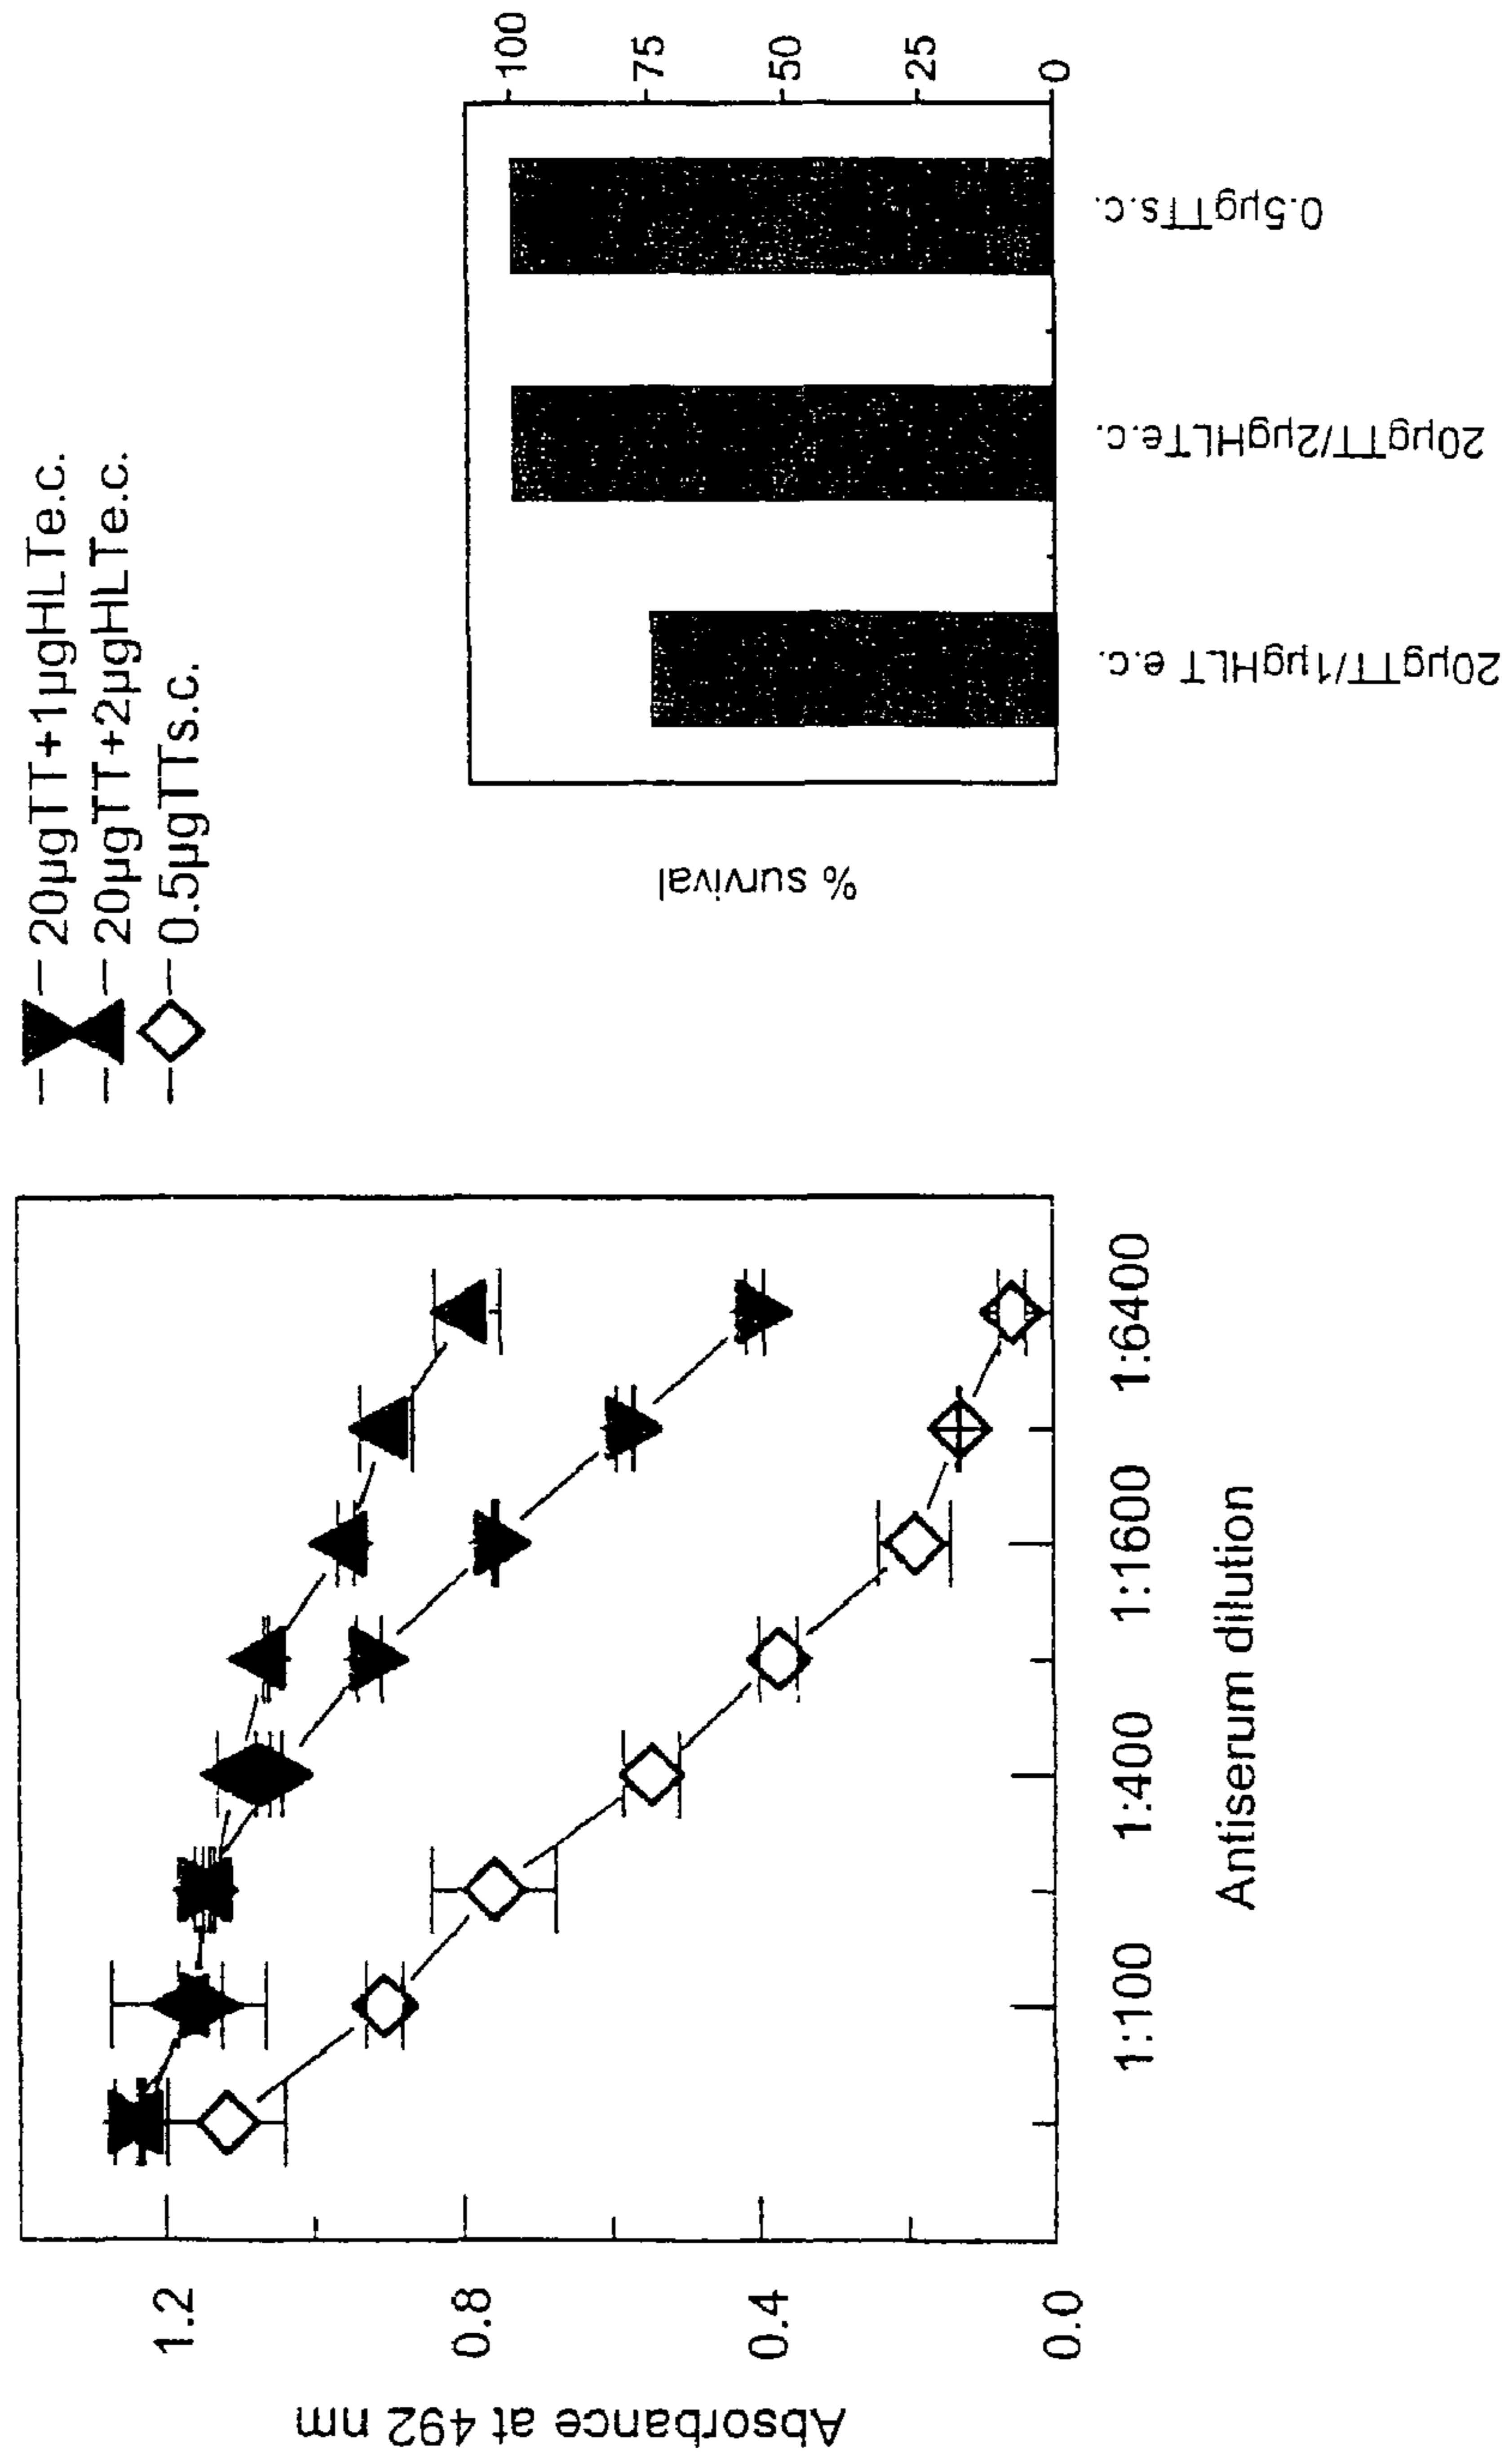 20µgTT+1µgHLTe.c.
20µgTT+2µgHLTe.c.
0.5µgTTs.c.
Absorbance at 492 nm
1.2
0.8
0.4
0.0
1:100
1:400
1:1600
1:6400
Antiserum dilution
% survival
100
75
50
25
0
20µgTT/1µgHLT e.c.
20µgTT/2µgHLTe.c.
0.5µgTTs.c.